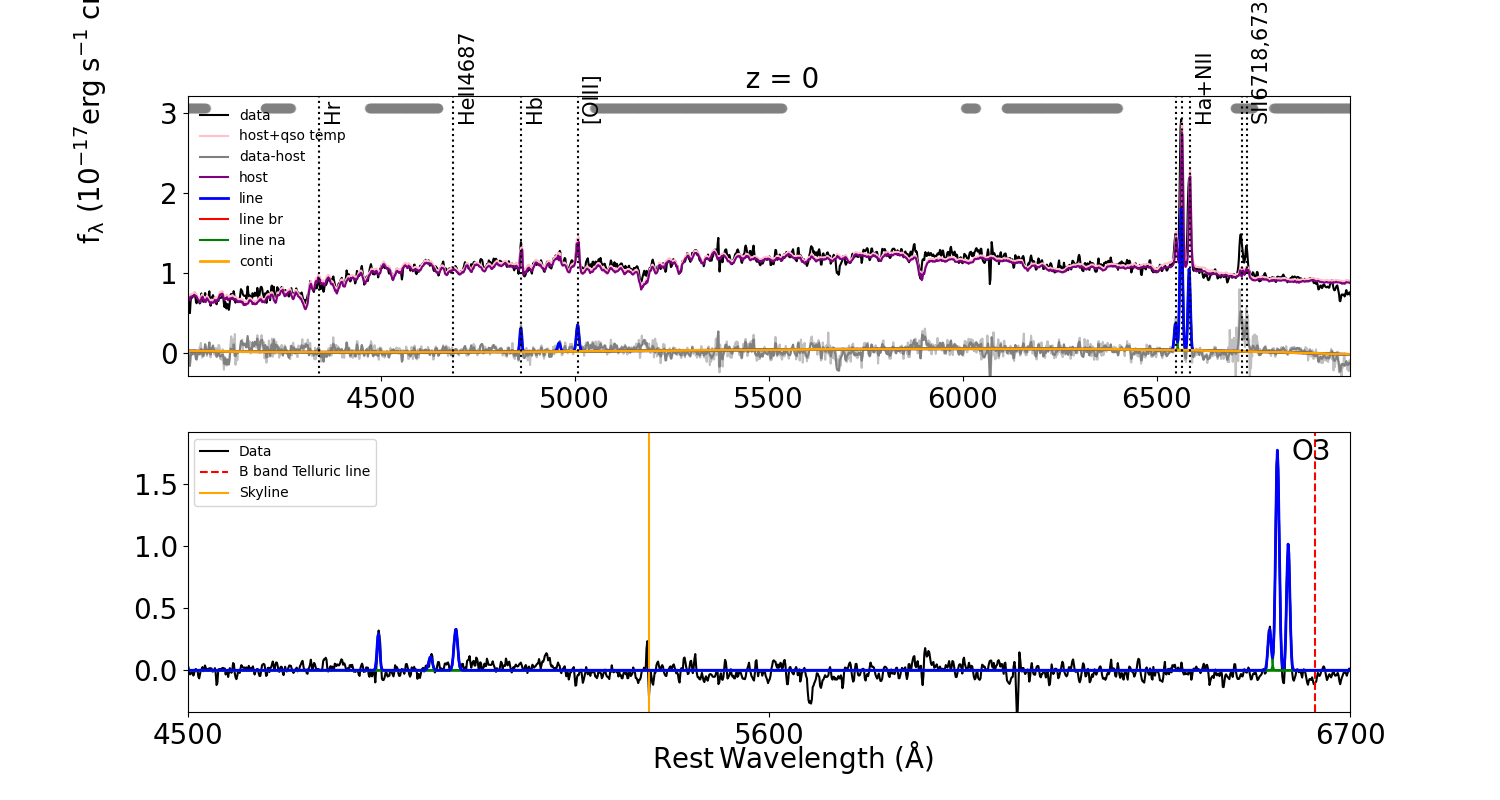 z = 0
f_λ (10^−17 erg s^−1 c
Hr
HeII4687
Hb
[OIII]
Ha+NII
SII6718,673
data
host+qso temp
data-host
host
line
line br
line na
conti
3
2
1
0
4500 5000 5500 6000 6500
Data
B band Telluric line
Skyline
O3
1.5
1.0
0.5
0.0
4500 5600 6700
Rest Wavelength (Å)